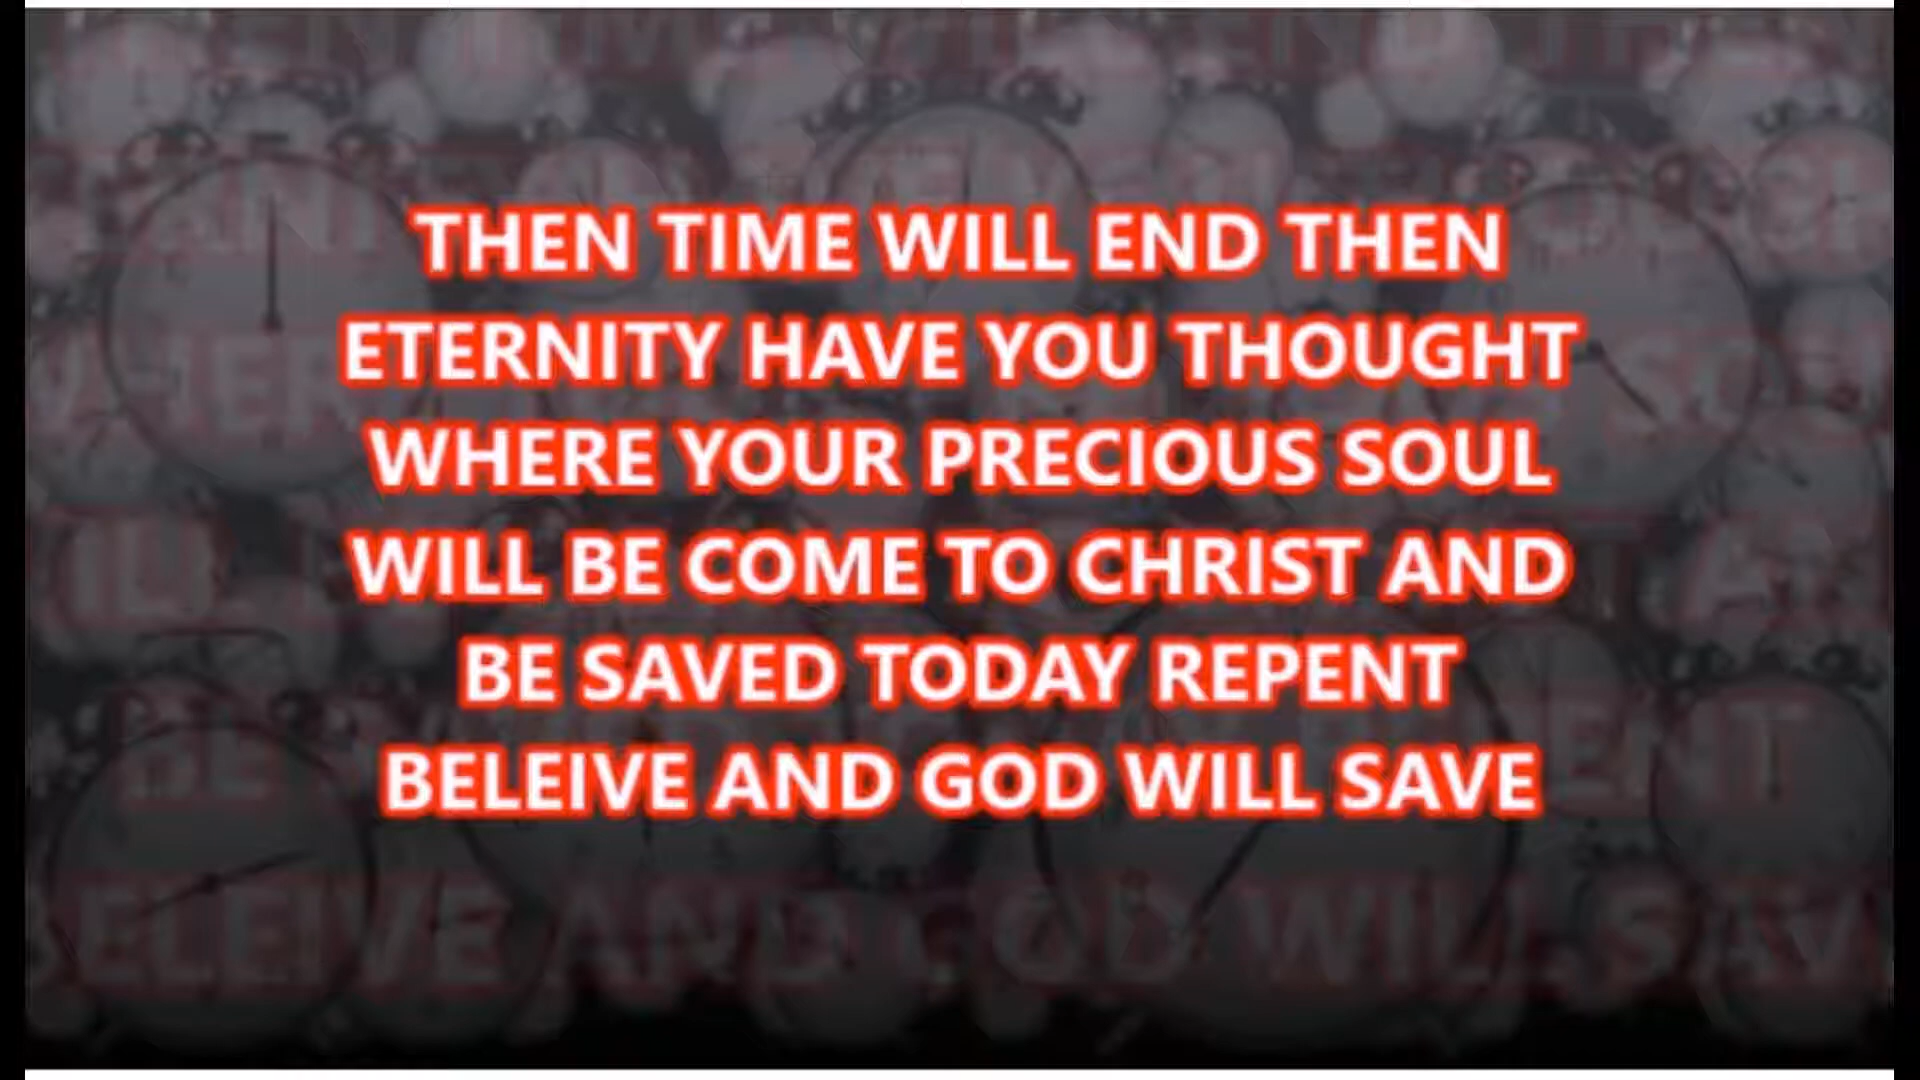 THEN TIME WILL END THEN
ETERNITY HAVE YOU THOUGHT
WHERE YOUR PRECIOUS SOUL
WILL BE COME TO CHRIST AND
BE SAVED TODAY REPENT
BELEIVE AND GOD WILL SAVE